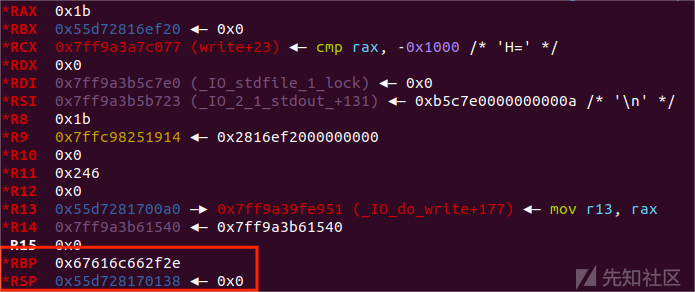 *RAX 0x1b
*RBX 0x55d72816ef20 ◂— 0x0
*RCX 0x7ff9a3a7c077 (write+23) ◂— cmp rax, -0x1000 /* 'H=' */
*RDX 0x0
*RDI 0x7ff9a3b5c7e0 (_IO_stdfile_1_lock) ◂— 0x0
*RSI 0x7ff9a3b5b723 (_IO_2_1_stdout_+131) ◂— 0xb5c7e0000000000a /* '\n' */
*R8 0x1b
*R9 0x7ffc98251914 ◂— 0x2816ef2000000000
*R10 0x0
*R11 0x246
*R12 0x0
*R13 0x55d7281700a0 —▸ 0x7ff9a39fe951 (_IO_do_write+177) ◂— mov r13, rax
*R14 0x7ff9a3b61540 ◂— 0x7ff9a3b61540
R15 0x0
*RBP 0x67616c662f2e
*RSP 0x55d728170138 ◂— 0x0
先知社区